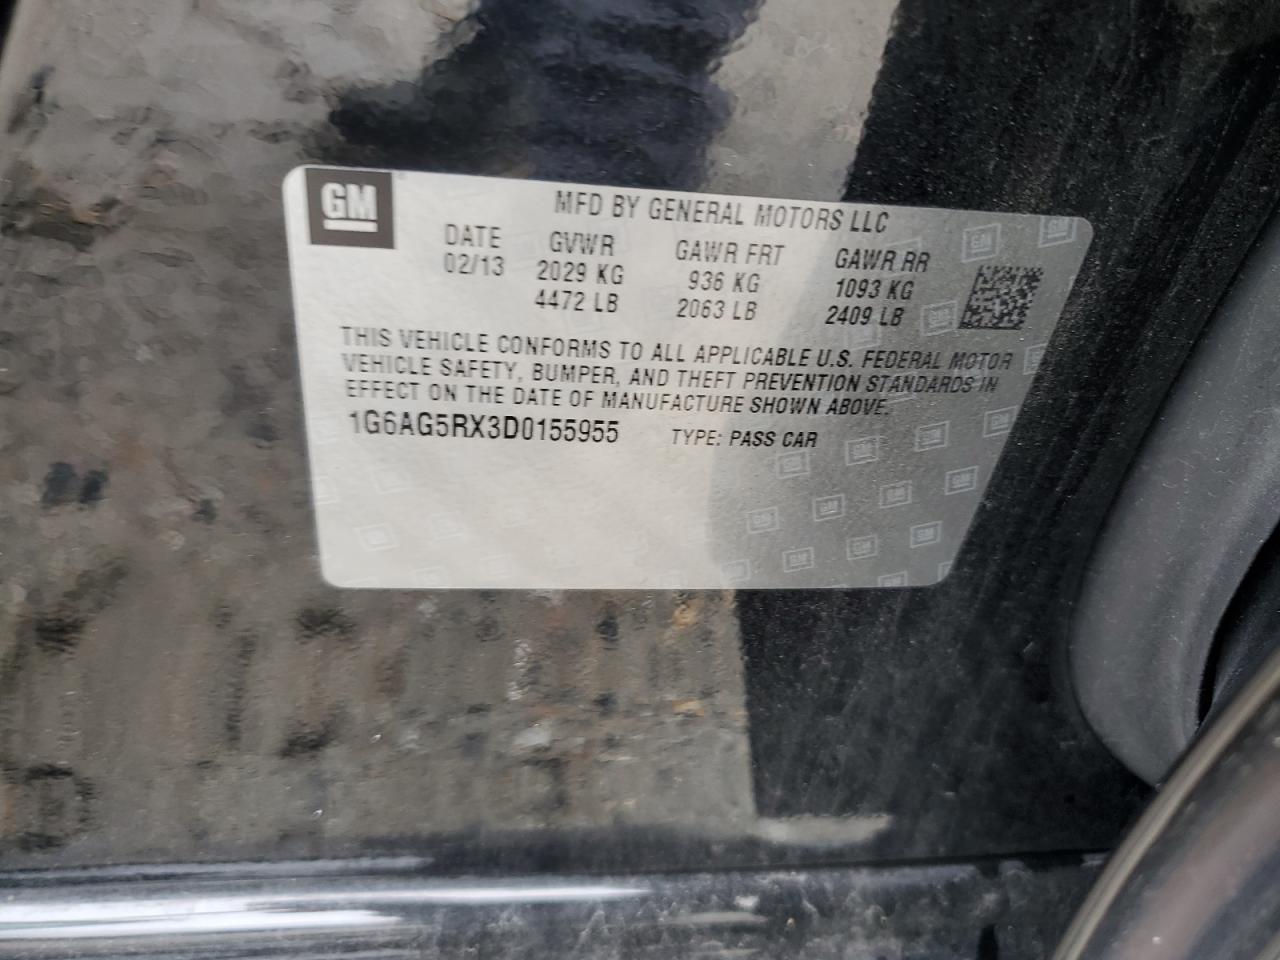 GM
MFD BY GENERAL MOTORS LLC
DATE GVWR GAWR FRT GAWR RR
02/13 2029 KG 936 KG 1093 KG
4472 LB 2063 LB 2409 LB
THIS VEHICLE CONFORMS TO ALL APPLICABLE U.S. FEDERAL MOTOR
VEHICLE SAFETY, BUMPER, AND THEFT PREVENTION STANDARDS IN
EFFECT ON THE DATE OF MANUFACTURE SHOWN ABOVE.
1G6AG5RX3D0155955 TYPE: PASS CAR